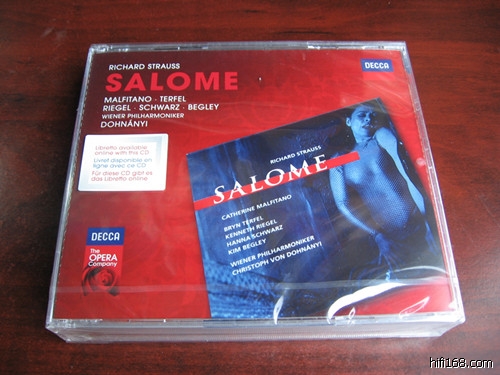 RICHARD STRAUSS
SALOME
MALFITANO · TERFEL
RIEGEL · SCHWARZ · BEGLEY
WIENER PHILHARMONIKER
DOHNÁNYI
DECCA
Libretto available
online with this CD
Livret disponible en
ligne avec ce CD
Für diese CD gibt es
das Libretto online
RICHARD STRAUSS
SALOME
CATHERINE MALFITANO
BRYN TERFEL
KENNETH RIEGEL
HANNA SCHWARZ
KIM BEGLEY
WIENER PHILHARMONIKER
CHRISTOPH VON DOHNÁNYI
DECCA
The
OPERA
Company
hifi168.com